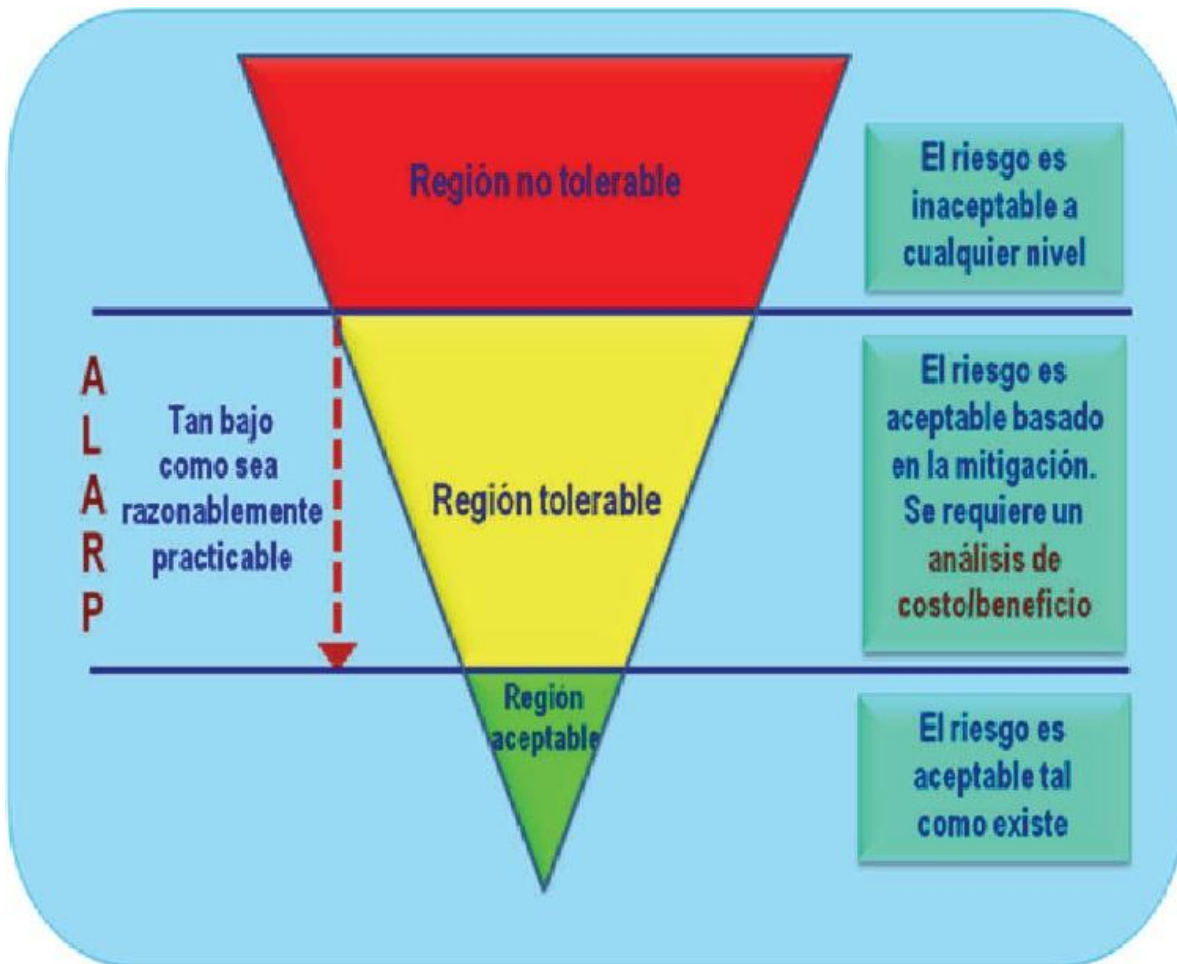 Región no tolerable
El riesgo es
inaceptable a
cualquier nivel
A
L
A
R
P
Tan bajo
como sea
razonablemente
practicable
Región tolerable
El riesgo es
aceptable basado
en la mitigación.
Se requiere un
análisis de
costo/beneficio
Región
aceptable
El riesgo es
aceptable tal
como existe